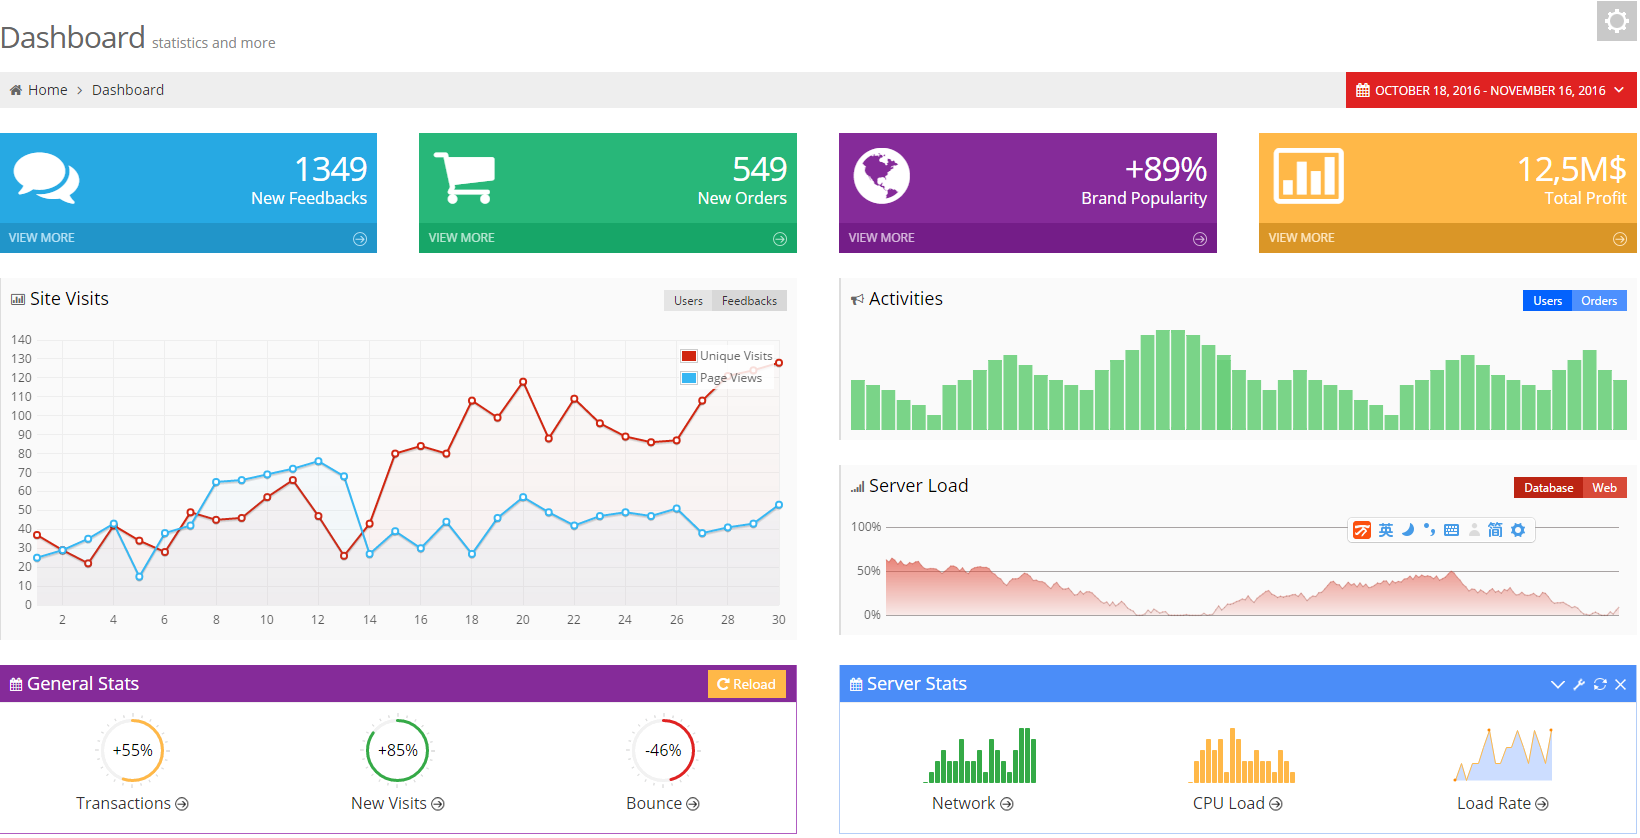 Dashboard statistics and more
Home > Dashboard
OCTOBER 18, 2016 - NOVEMBER 16, 2016
1349
New Feedbacks
VIEW MORE
549
New Orders
VIEW MORE
+89%
Brand Popularity
VIEW MORE
12,5M$
Total Profit
VIEW MORE
Site Visits
Users Feedbacks
140
130
120
110
100
90
80
70
60
50
40
30
20
10
0
Unique Visits
Page Views
2 4 6 8 10 12 14 16 18 20 22 24 26 28 30
Activities
Users Orders
Server Load
Database Web
100%
50%
0%
英 简
General Stats
Reload
+55%
Transactions
+85%
New Visits
-46%
Bounce
Server Stats
Network
CPU Load
Load Rate